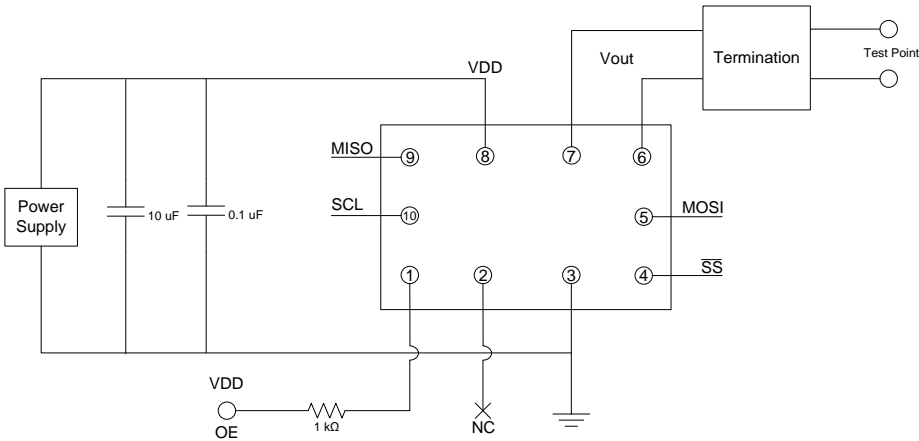 Vout
Termination
Test Point
VDD
MISO
9
8
7
6
Power
Supply
10 uF
0.1 uF
SCL
10
5
MOSI
1
2
3
4
SS
VDD
OE
1 kΩ
NC